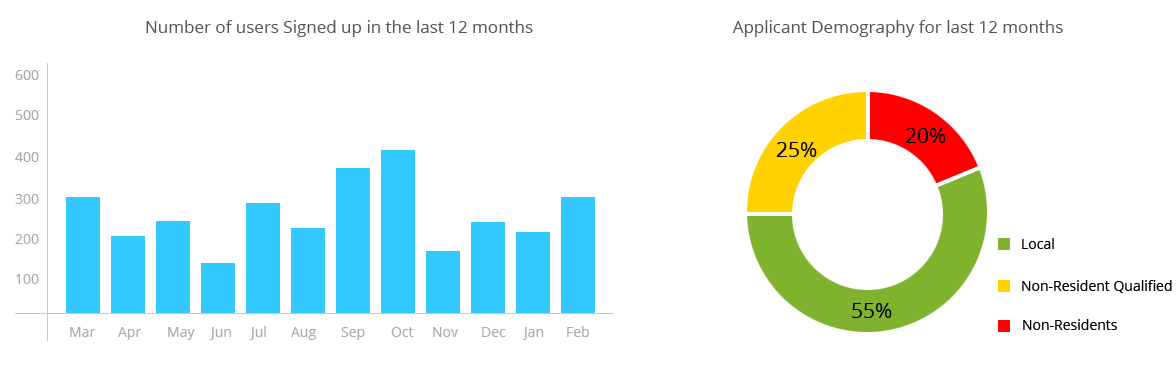 Number of users Signed up in the last 12 months
600
500
400
300
200
100
Mar Apr May Jun Jul Aug Sep Oct Nov Dec Jan Feb
Applicant Demography for last 12 months
20%
25%
55%
Local
Non-Resident Qualified
Non-Residents